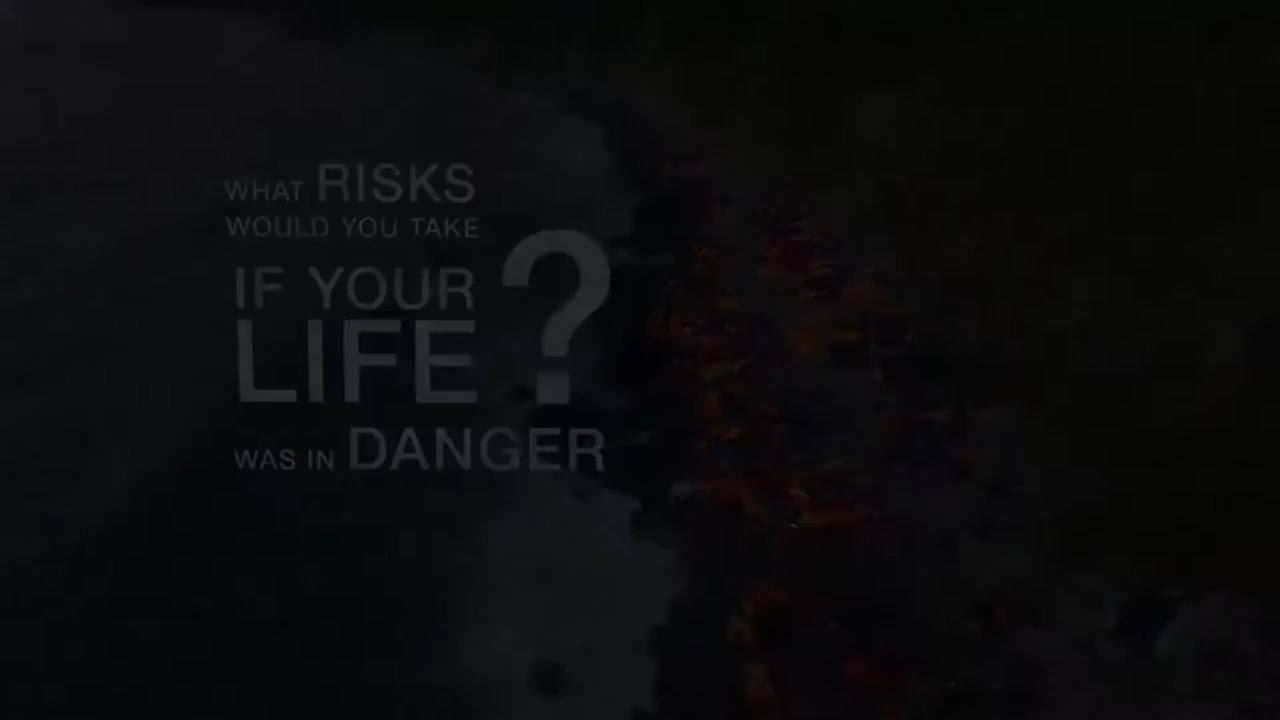 WHAT RISKS
WOULD YOU TAKE
IF YOUR
LIFE ?
WAS IN DANGER